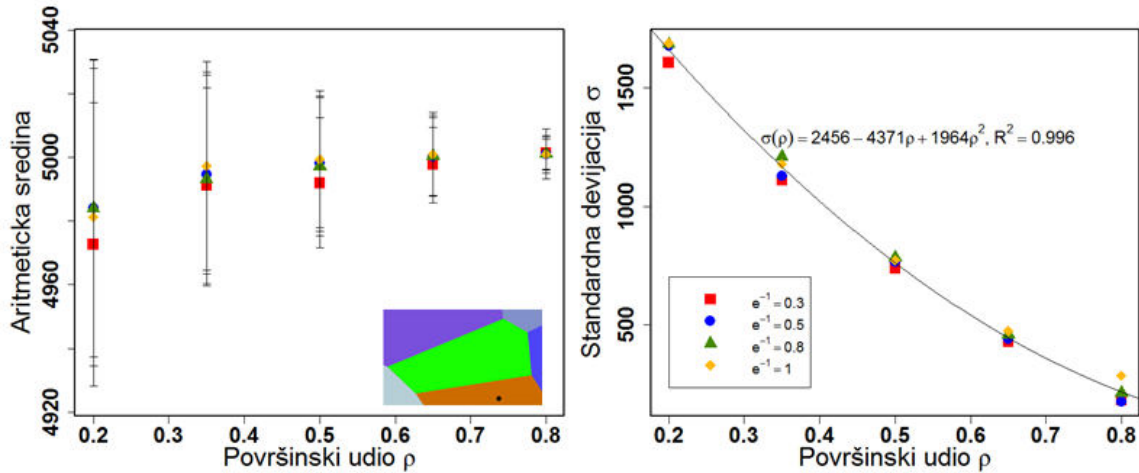 Aritmeticka sredina
5040
5000
4960
4920
0.2 0.3 0.4 0.5 0.6 0.7 0.8
Površinski udio ρ
Standardna devijacija σ
1500
1000
500
σ(ρ) = 2456 − 4371ρ + 1964ρ², R² = 0.996
e⁻¹ = 0.3
e⁻¹ = 0.5
e⁻¹ = 0.8
e⁻¹ = 1
0.2 0.3 0.4 0.5 0.6 0.7 0.8
Površinski udio ρ